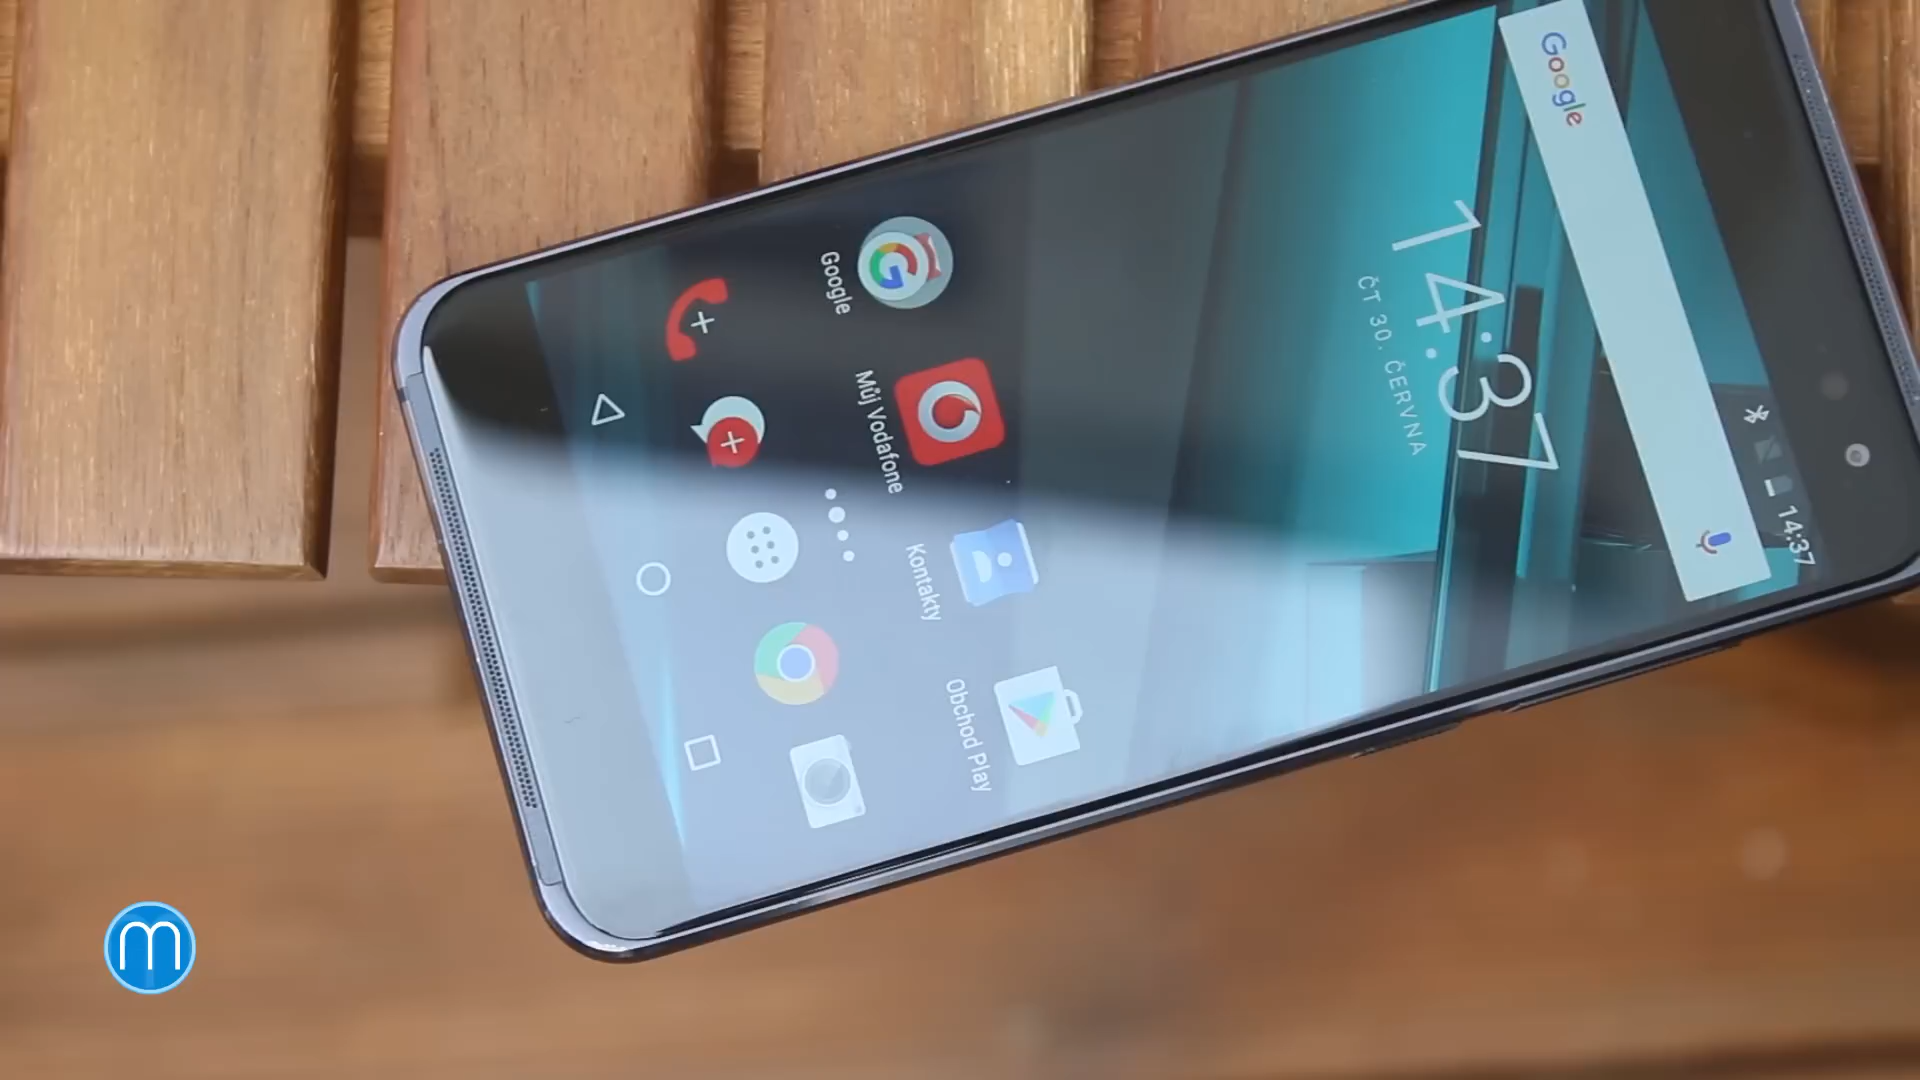 14:37
Google
14:37
ČT 30. ČERVNA
Google
Můj Vodafone
Kontakty
Obchod Play
m